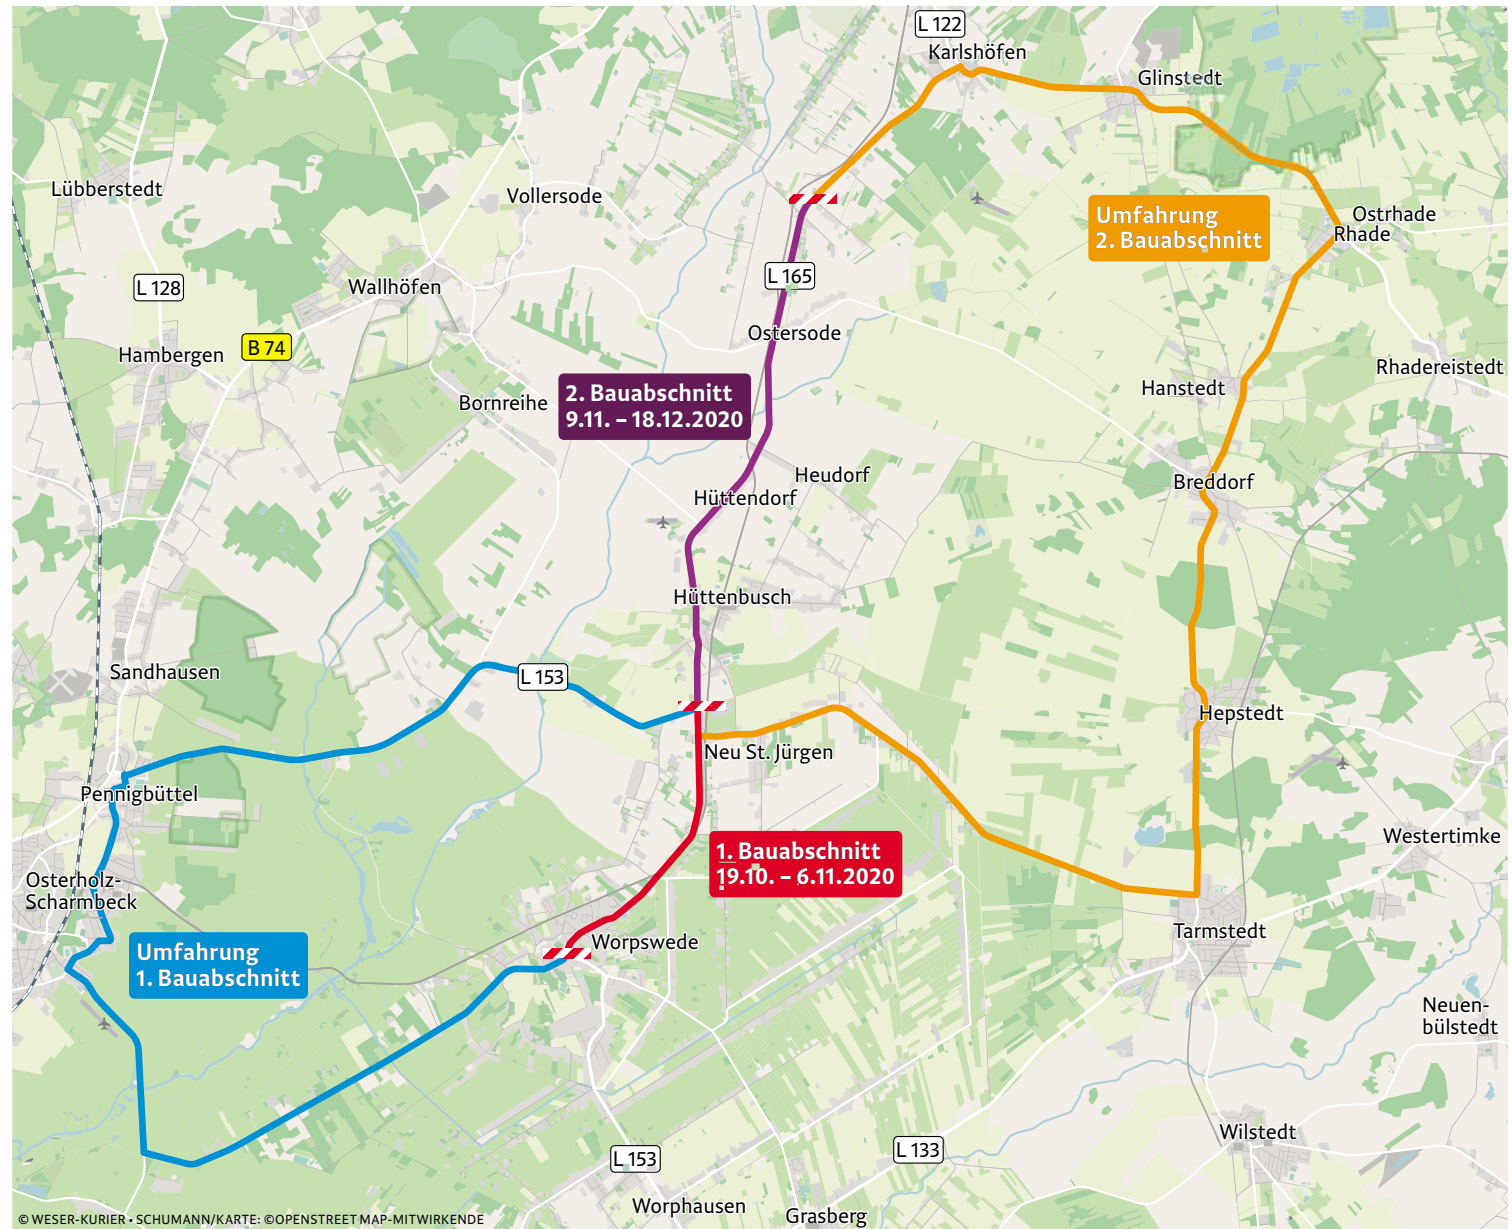 L 122
Karlshöfen
Glinstedt
Lübberstedt
Vollersode
Umfahrung
2. Bauabschnitt
Ostrhade
Rhade
L 165
L 128
Wallhöfen
Ostersode
Hambergen
B 74
Rhadereistedt
Hanstedt
Bornreihe
2. Bauabschnitt
9.11. – 18.12.2020
Heudorf
Breddorf
Hüttendorf
Hüttenbusch
Sandhausen
L 153
Hepstedt
Neu St. Jürgen
Pennigbüttel
Westertimke
1. Bauabschnitt
19.10. – 6.11.2020
Osterholz-
Scharmbeck
Tarmstedt
Worpswede
Umfahrung
1. Bauabschnitt
Neuen-
bülstedt
Wilstedt
L 133
L 153
Worphausen
Grasberg
© WESER-KURIER • SCHUMANN/KARTE: ©OPENSTREET MAP-MITWIRKENDE